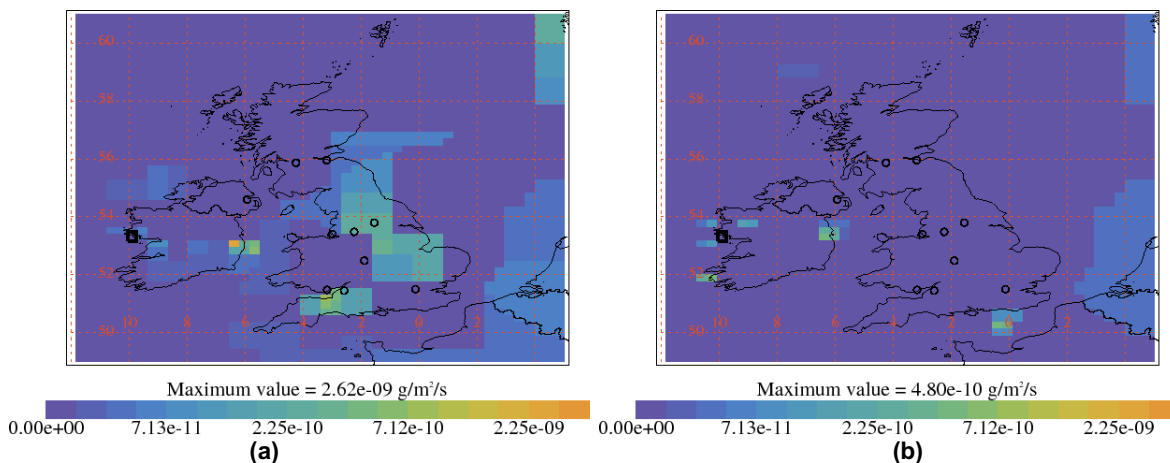 60
58
56
54
52
50
10 8 6 4 2 0 2
Maximum value = 2.62e-09 g/m²/s
0.00e+00 7.13e-11 2.25e-10 7.12e-10 2.25e-09
(a)
60
58
56
54
52
50
10 8 6 4 2 0 2
Maximum value = 4.80e-10 g/m²/s
0.00e+00 7.13e-11 2.25e-10 7.12e-10 2.25e-09
(b)